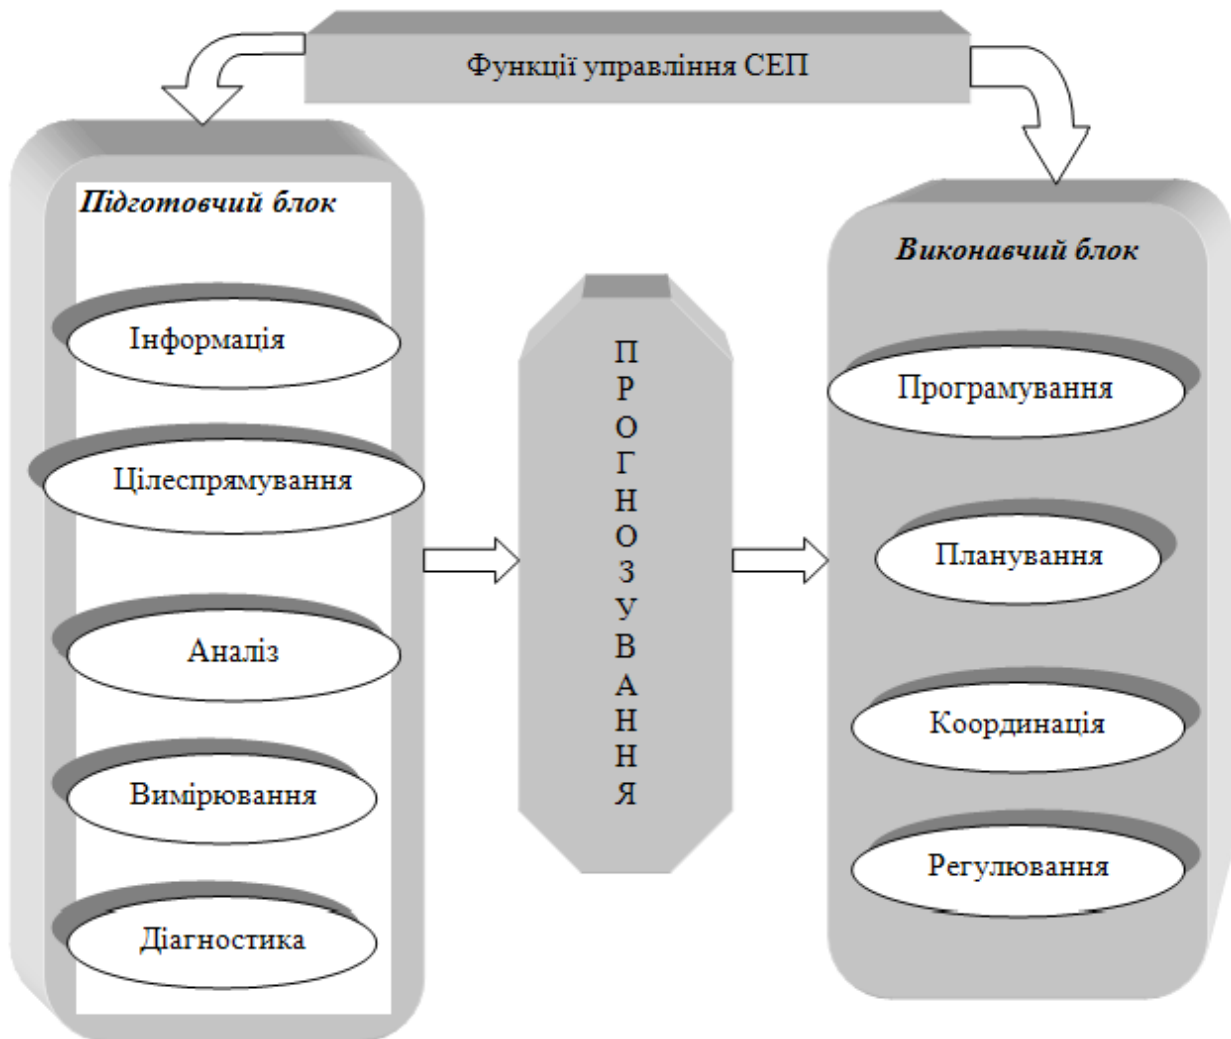 Функції управління СЕП
Підготовчий блок
Інформація
Цілеспрямування
Аналіз
Вимірювання
Діагностика
П
Р
О
Г
Н
О
З
У
В
А
Н
Н
Я
Виконавчий блок
Програмування
Планування
Координація
Регулювання